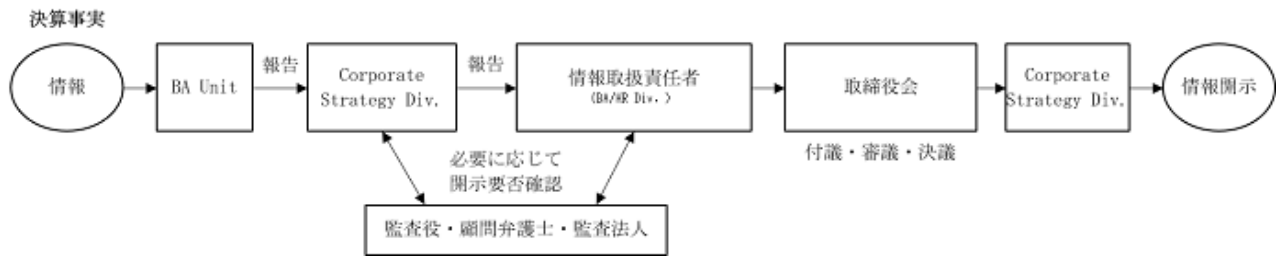 決算事実
情報
BA Unit
報告
Corporate
Strategy Div.
報告
情報取扱責任者
(BA/HR Div.)
取締役会
付議・審議・決議
Corporate
Strategy Div.
情報開示
必要に応じて
開示要否確認
監査役・顧問弁護士・監査法人